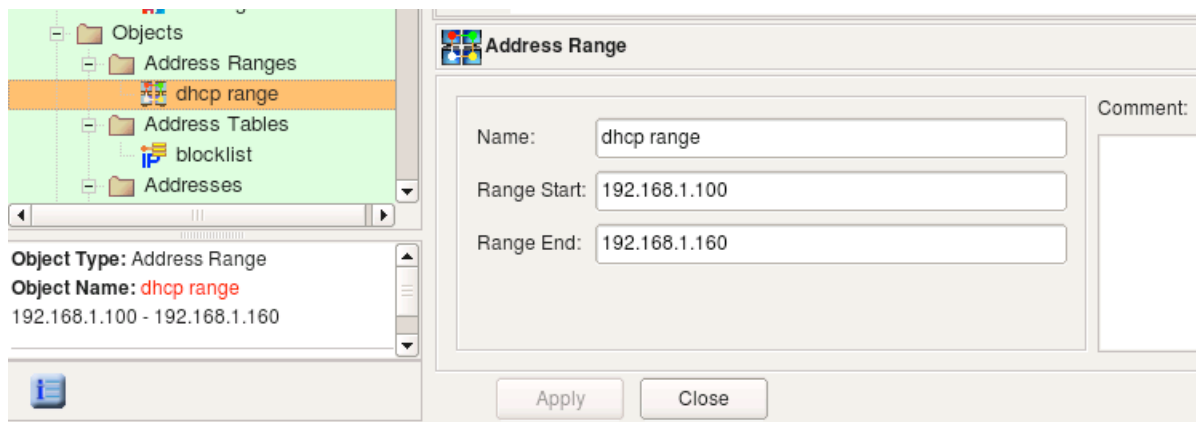 Objects
Address Ranges
dhcp range
Address Tables
IP blocklist
Addresses
Object Type: Address Range
Object Name: dhcp range
192.168.1.100 - 192.168.1.160
i
Address Range
Name: dhcp range
Range Start: 192.168.1.100
Range End: 192.168.1.160
Comment:
Apply Close